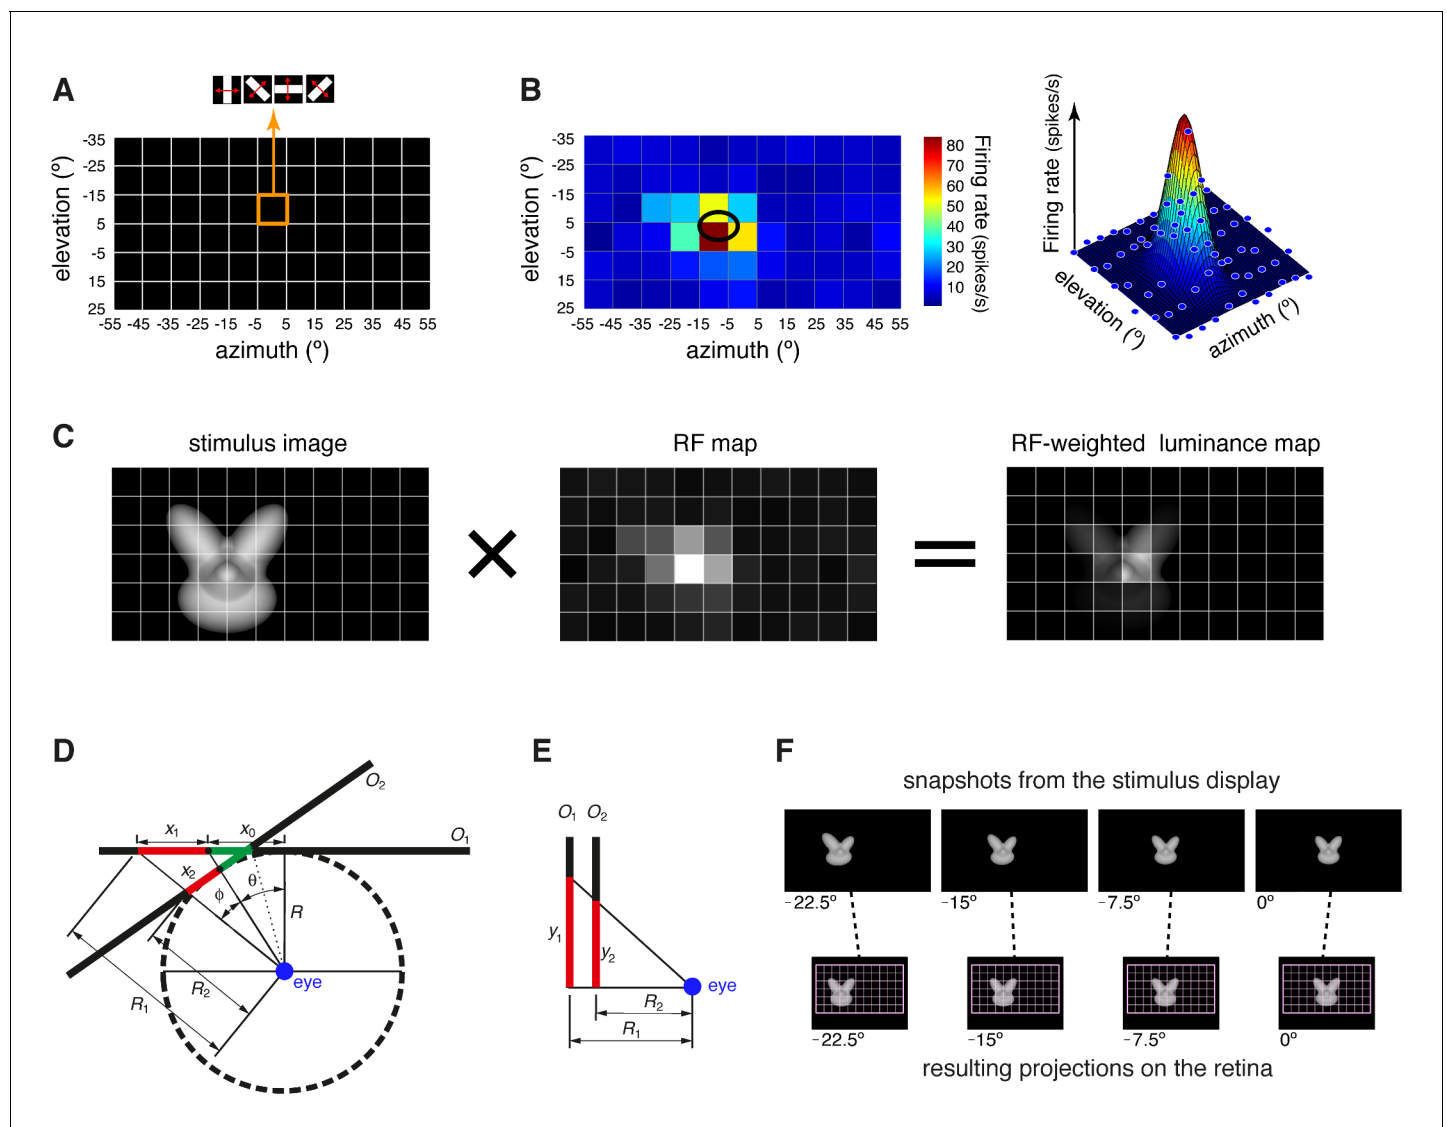 A
elevation (º)
-35
-25
-15
5
-5
15
25
-55 -45 -35 -25 -15 -5 5 15 25 35 45 55
azimuth (º)
B
elevation (º)
-35
-25
-15
5
-5
15
25
-55 -45 -35 -25 -15 -5 5 15 25 35 45 55
azimuth (º)
80
70
60
50
40
30
20
10
Firing rate (spikes/s)
Firing rate (spikes/s)
elevation (º)
azimuth (º)
C
stimulus image
RF map
RF-weighted luminance map
×
=
D
O2
O1
x1
x0
x2
θ
ϕ
R
eye
R2
R1
E
O1 O2
y1
y2
eye
R2
R1
F
snapshots from the stimulus display
-22.5º
-15º
-7.5º
0º
-22.5º
-15º
-7.5º
0º
resulting projections on the retina